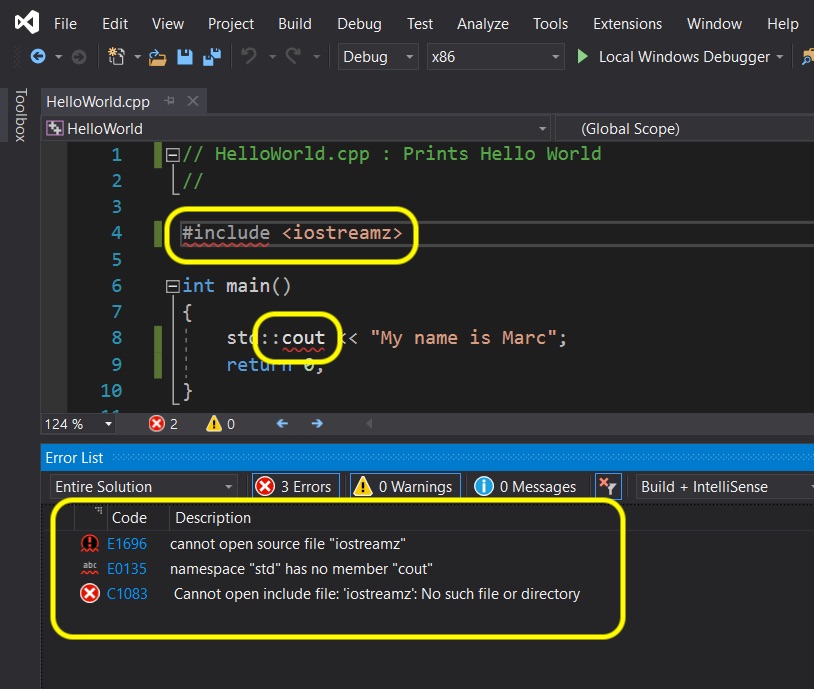 File Edit View Project Build Debug Test Analyze Tools Extensions Window Help
Debug x86 Local Windows Debugger
Toolbox
HelloWorld.cpp
HelloWorld (Global Scope)
1 // HelloWorld.cpp : Prints Hello World
2 //
3
4 #include <iostreamz>
5
6 int main()
7 {
8 std::cout << "My name is Marc";
9 return 0;
10 }
124 % 2 0
Error List
Entire Solution 3 Errors 0 Warnings 0 Messages Build + IntelliSense
Code Description
abc
E1696 cannot open source file "iostreamz"
E0135 namespace "std" has no member "cout"
C1083 Cannot open include file: 'iostreamz': No such file or directory